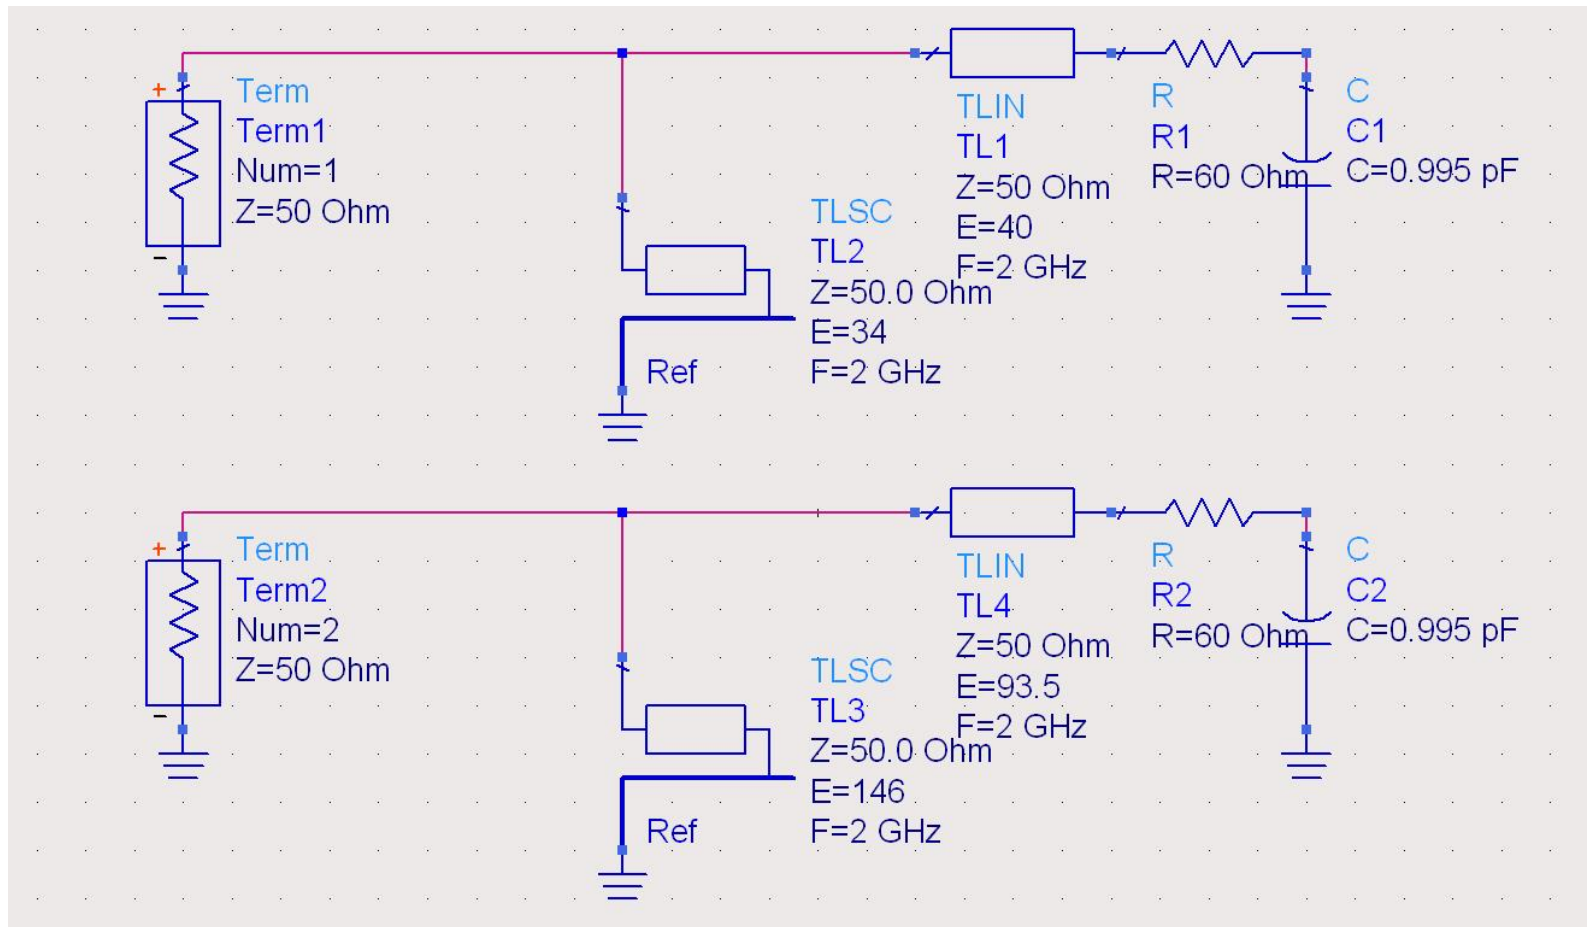 +
Term
Term1
Num=1
Z=50 Ohm
-
TLSC
TL2
Z=50.0 Ohm
E=34
F=2 GHz
Ref
TLIN
TL1
Z=50 Ohm
E=40
F=2 GHz
R
R1
R=60 Ohm
C
C1
C=0.995 pF
+
Term
Term2
Num=2
Z=50 Ohm
-
TLSC
TL3
Z=50.0 Ohm
E=146
F=2 GHz
Ref
TLIN
TL4
Z=50 Ohm
E=93.5
F=2 GHz
R
R2
R=60 Ohm
C
C2
C=0.995 pF